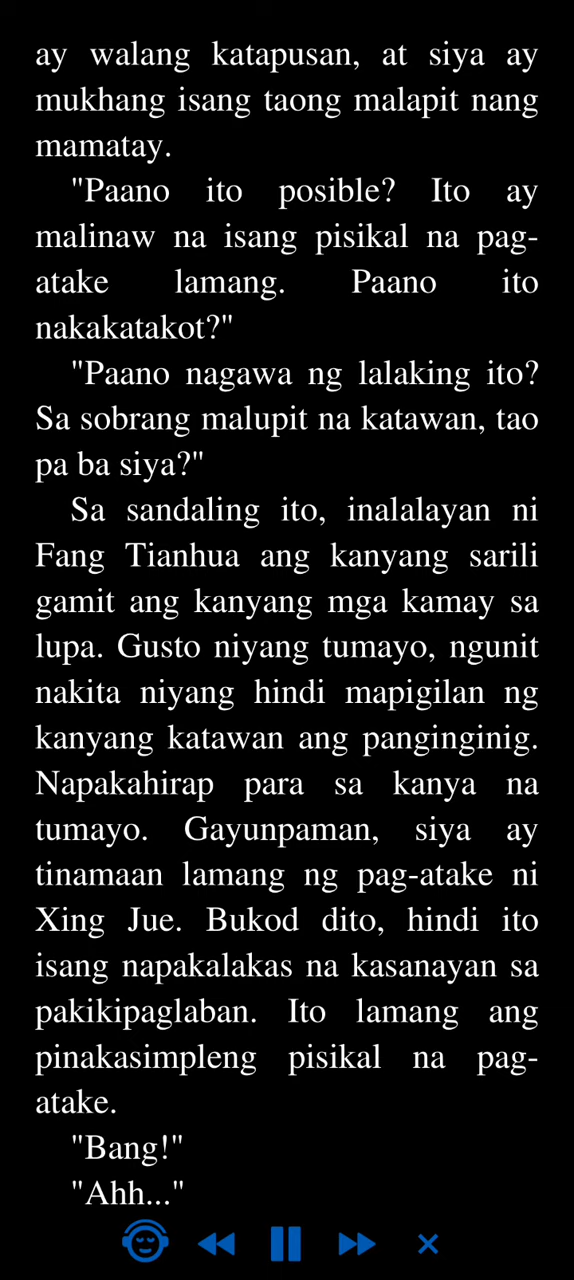 ay walang katapusan, at siya ay
mukhang isang taong malapit nang
mamatay.
"Paano ito posible? Ito ay
malinaw na isang pisikal na pag-
atake lamang. Paano ito
nakakatakot?"
"Paano nagawa ng lalaking ito?
Sa sobrang malupit na katawan, tao
pa ba siya?"
Sa sandaling ito, inalalayan ni
Fang Tianhua ang kanyang sarili
gamit ang kanyang mga kamay sa
lupa. Gusto niyang tumayo, ngunit
nakita niyang hindi mapigilan ng
kanyang katawan ang panginginig.
Napakahirap para sa kanya na
tumayo. Gayunpaman, siya ay
tinamaan lamang ng pag-atake ni
Xing Jue. Bukod dito, hindi ito
isang napakalakas na kasanayan sa
pakikipaglaban. Ito lamang ang
pinakasimpleng pisikal na pag-
atake.
"Bang!"
"Ahh..."